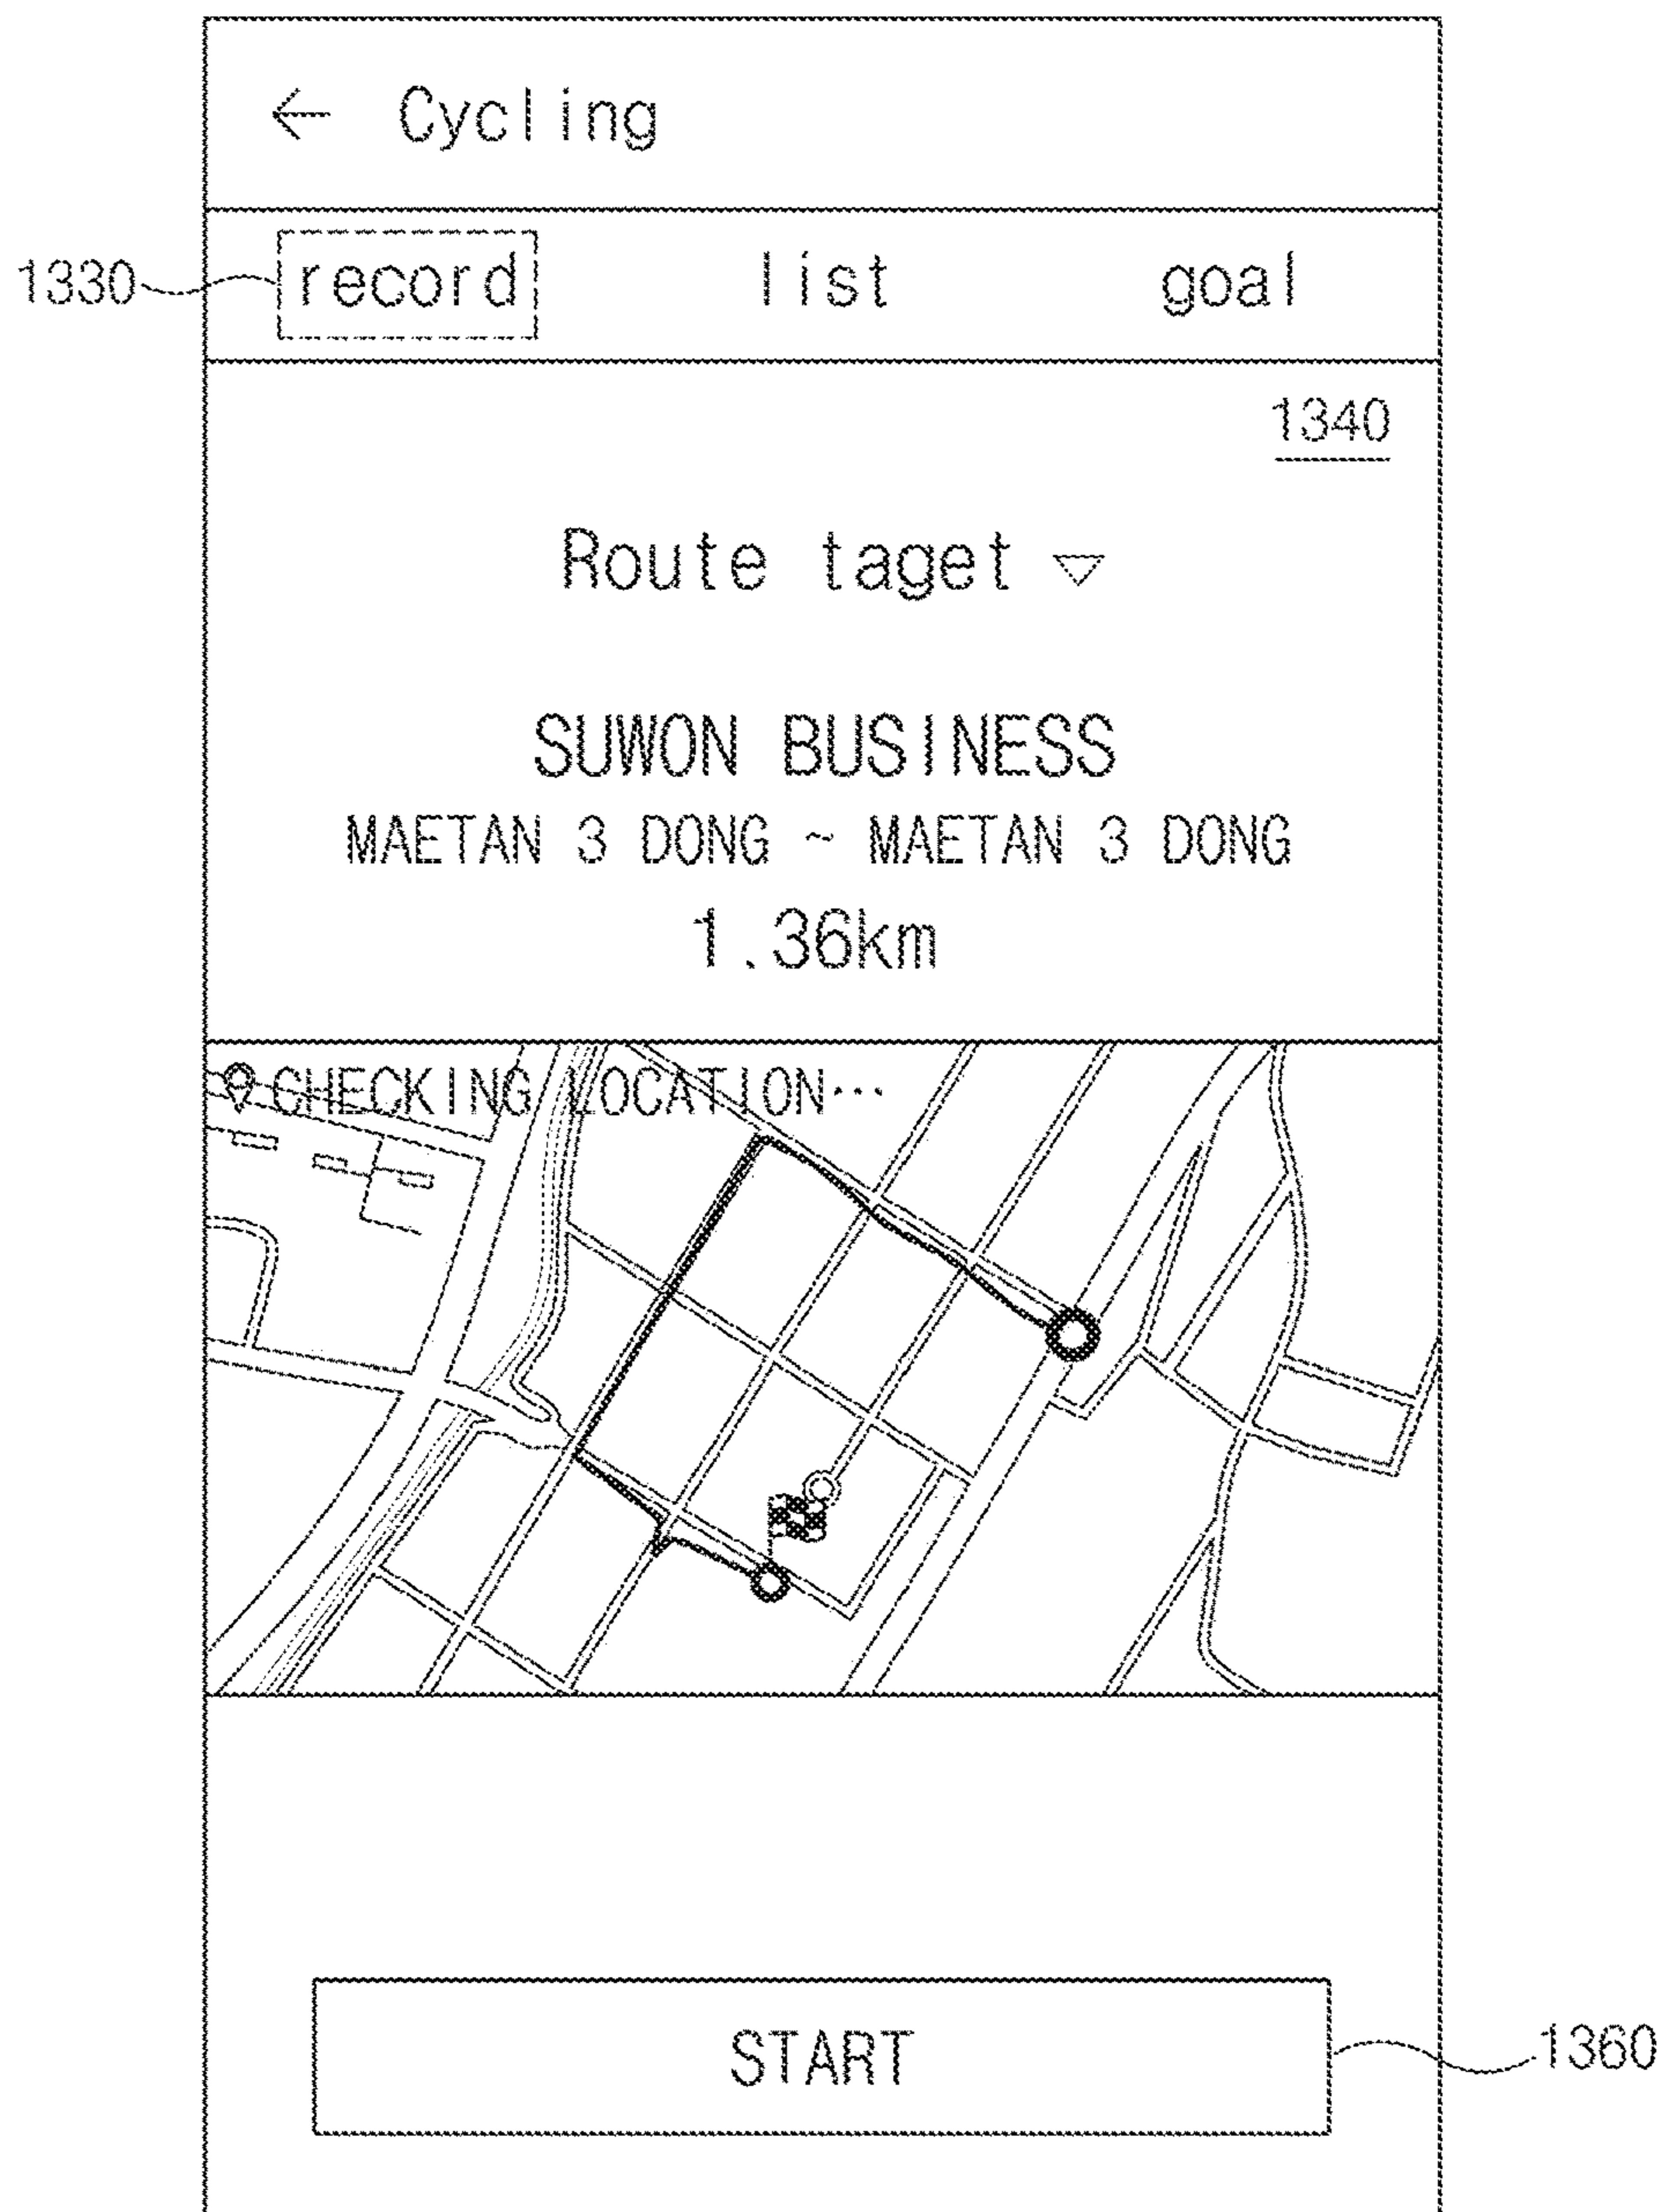 ← Cycling
1330 record list goal
1340
Route taget ▽
SUWON BUSINESS
MAETAN 3 DONG ~ MAETAN 3 DONG
1.36km
CHECKING LOCATION···
START 1360